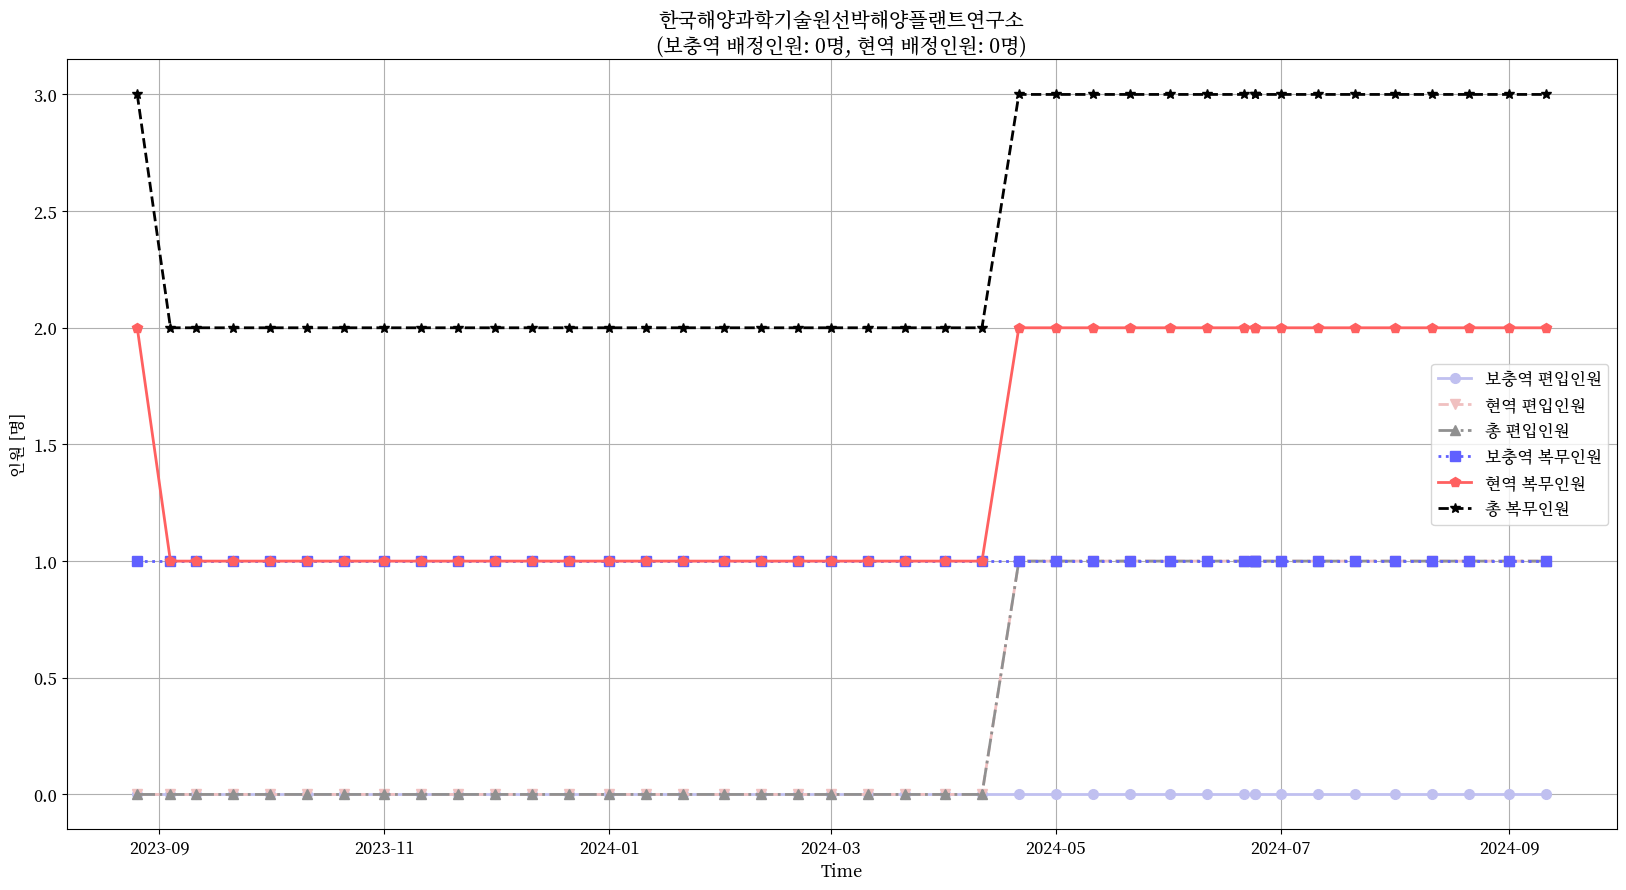 한국해양과학기술원선박해양플랜트연구소
(보충역 배정인원: 0명, 현역 배정인원: 0명)
인원 [명]
3.0
2.5
2.0
1.5
1.0
0.5
0.0
보충역 편입인원
현역 편입인원
총 편입인원
보충역 복무인원
현역 복무인원
총 복무인원
2023-09
2023-11
2024-01
2024-03
2024-05
2024-07
2024-09
Time